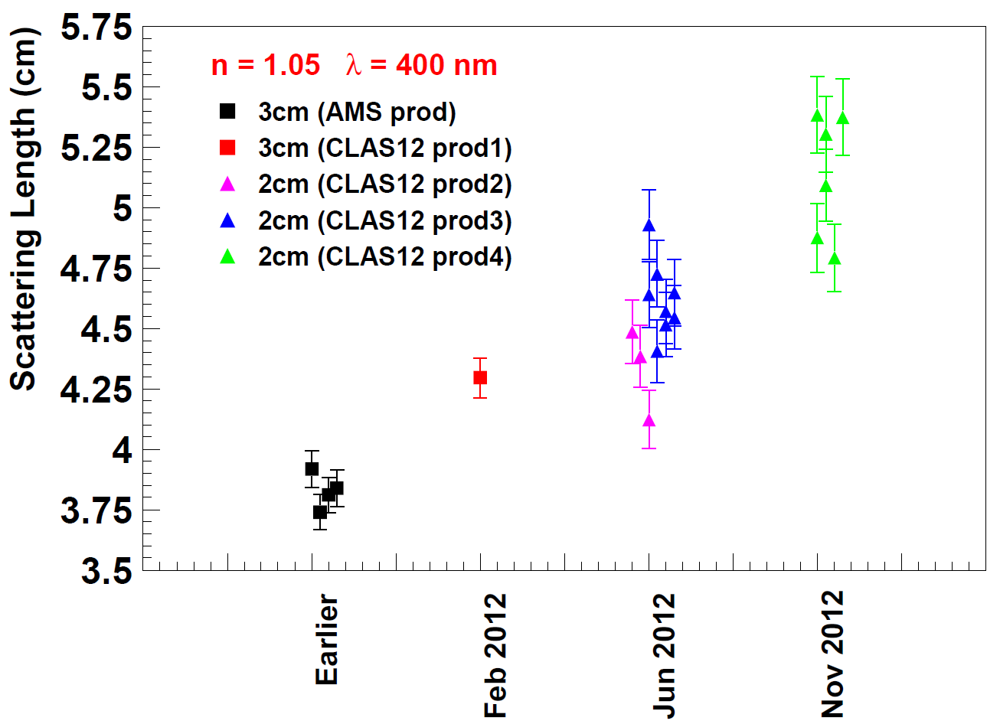 Scattering Length (cm)
5.75
5.5
5.25
5
4.75
4.5
4.25
4
3.75
3.5
n = 1.05 λ = 400 nm
3cm (AMS prod)
3cm (CLAS12 prod1)
2cm (CLAS12 prod2)
2cm (CLAS12 prod3)
2cm (CLAS12 prod4)
Earlier
Feb 2012
Jun 2012
Nov 2012